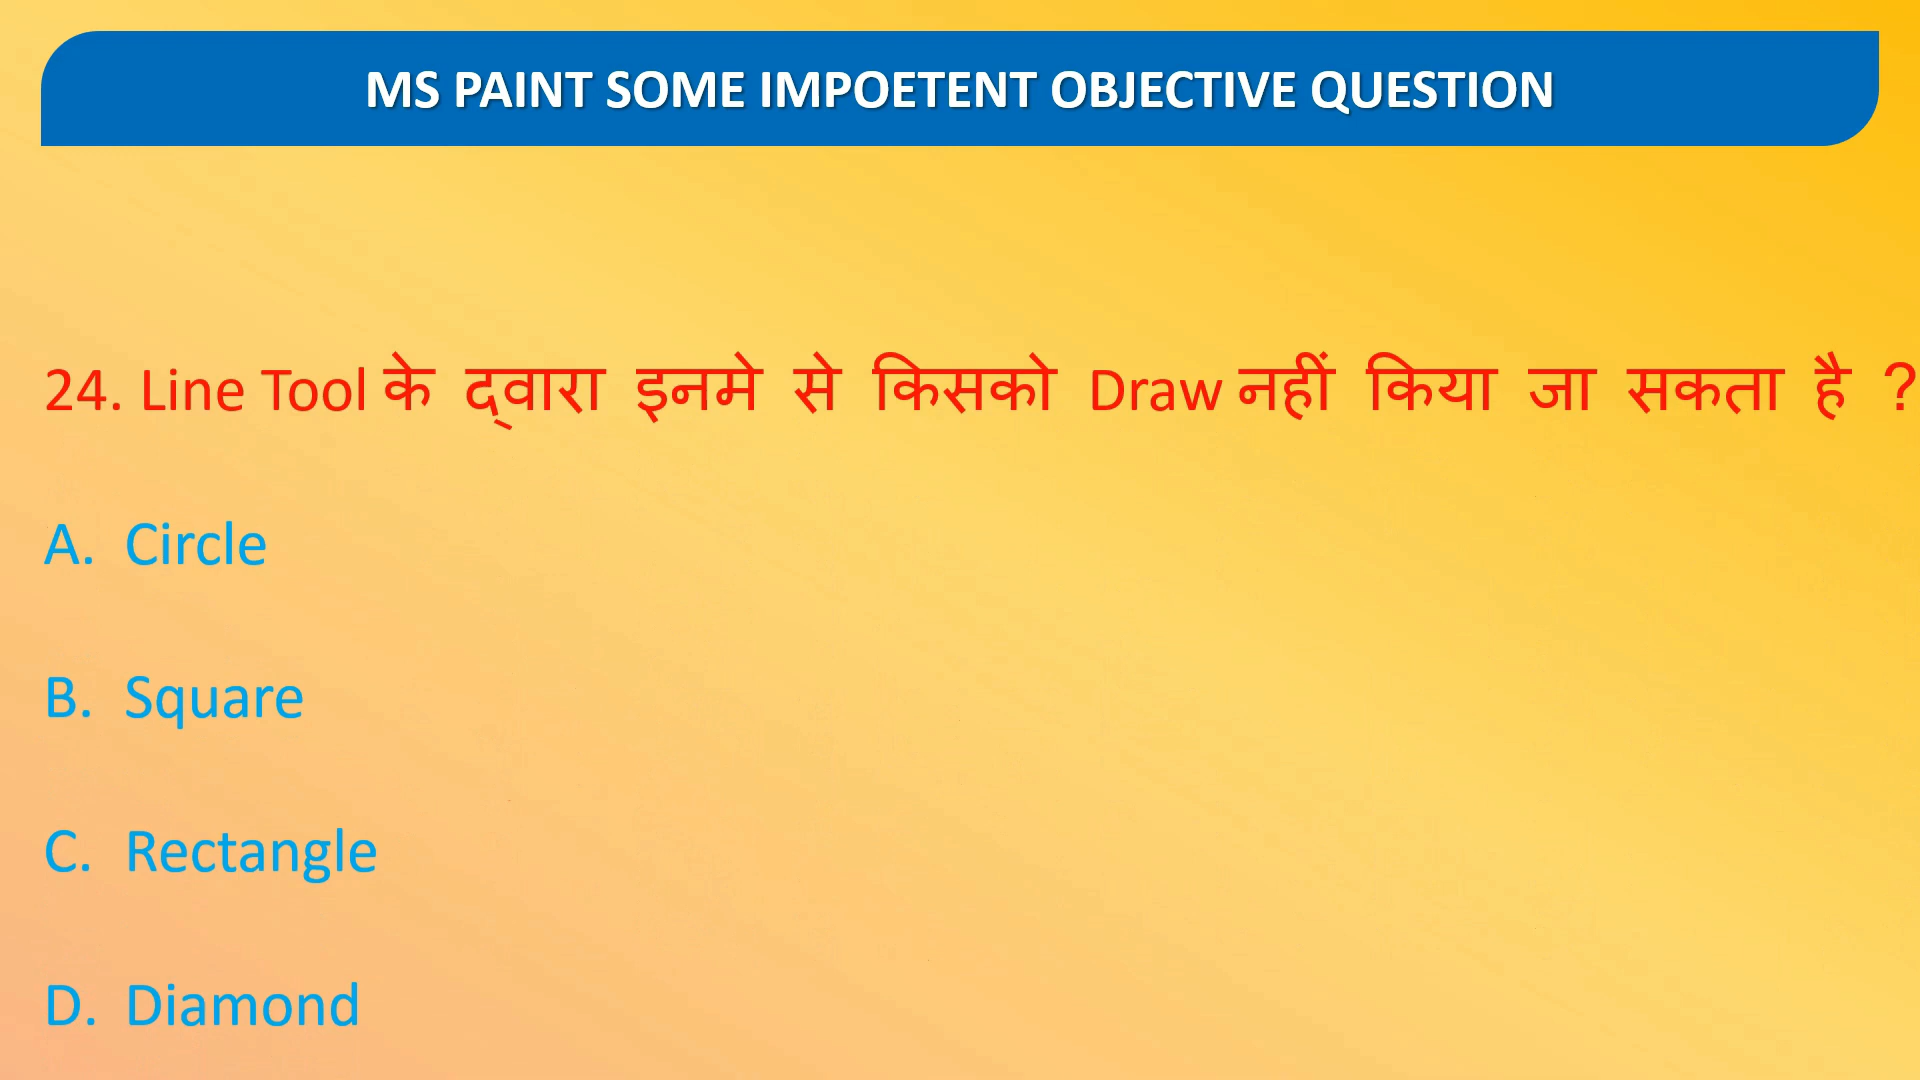 MS PAINT SOME IMPOETENT OBJECTIVE QUESTION
24. Line Tool के द्वारा इनमे से किसको Draw नहीं किया जा सकता है ?
A. Circle
B. Square
C. Rectangle
D. Diamond